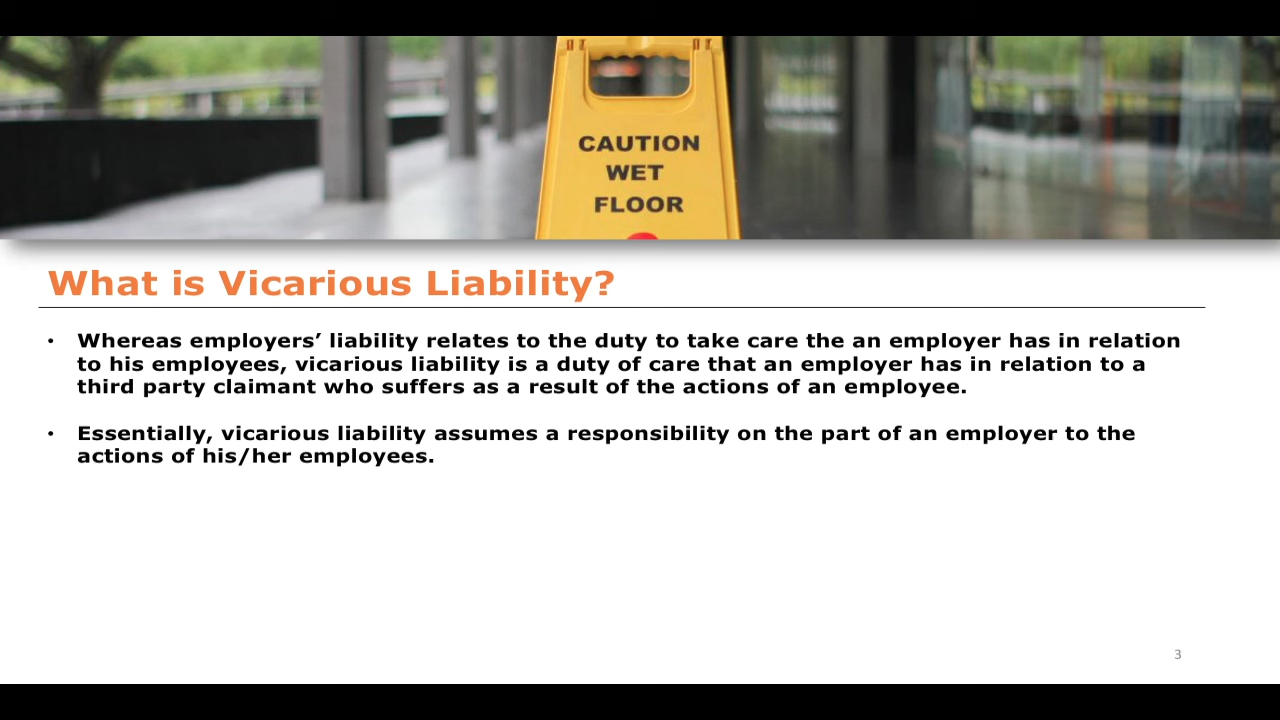 CAUTION
WET
FLOOR
What is Vicarious Liability?
• Whereas employers’ liability relates to the duty to take care the an employer has in relation
to his employees, vicarious liability is a duty of care that an employer has in relation to a
third party claimant who suffers as a result of the actions of an employee.
• Essentially, vicarious liability assumes a responsibility on the part of an employer to the
actions of his/her employees.
3